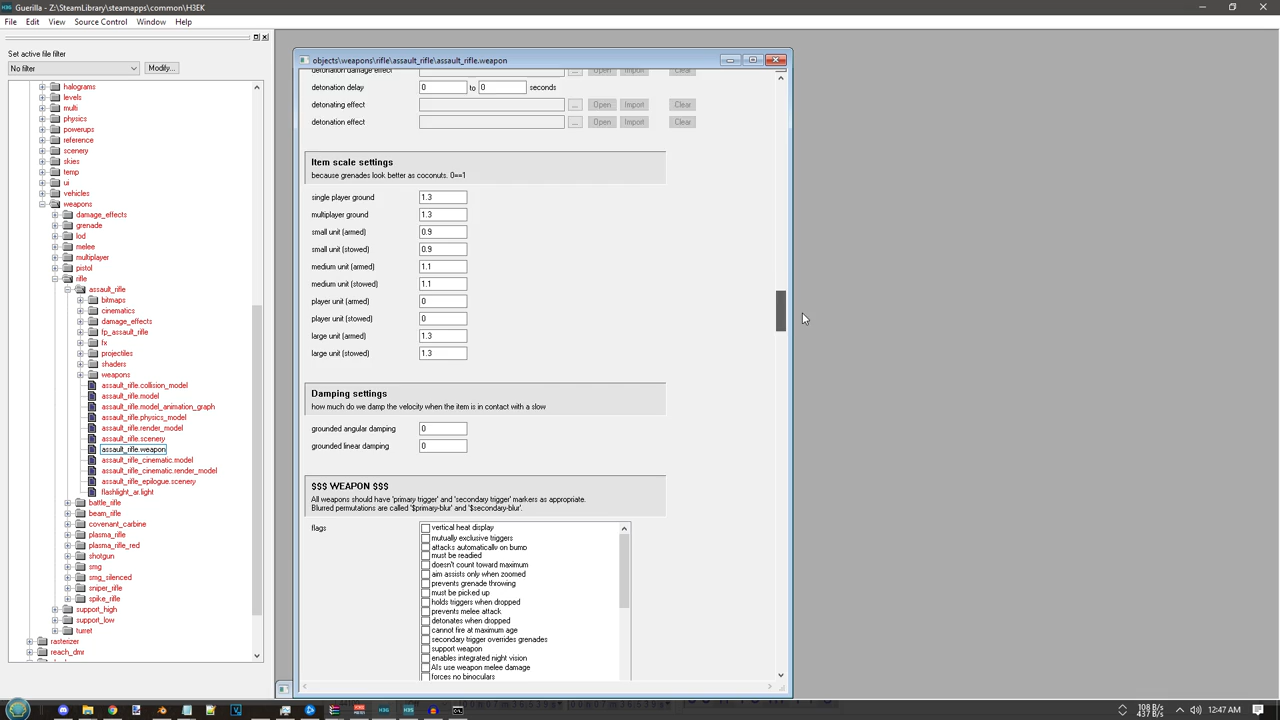 Guerilla - Z:\SteamLibrary\steamapps\common\H3EK
File Edit View Source Control Window Help
Set active file filter
No filter Modify...
halograms
levels
multi
physics
powerups
reference
scenery
skies
temp
ui
vehicles
weapons
damage_effects
grenade
lod
melee
multiplayer
pistol
rifle
assault_rifle
bitmaps
cinematics
damage_effects
fp_assault_rifle
fx
projectiles
shaders
weapons
assault_rifle.collision_model
assault_rifle.model
assault_rifle.model_animation_graph
assault_rifle.physics_model
assault_rifle.render_model
assault_rifle.scenery
assault_rifle.weapon
assault_rifle_cinematic.model
assault_rifle_cinematic.render_model
assault_rifle_epilogue.scenery
flashlight_ar.light
battle_rifle
beam_rifle
covenant_carbine
plasma_rifle
plasma_rifle_red
shotgun
smg
smg_silenced
sniper_rifle
spike_rifle
support_high
support_low
turret
rasterizer
reach_dmr
objects\weapons\rifle\assault_rifle\assault_rifle.weapon
detonation damage effect ... Open Import Clear
detonation delay 0 to 0 seconds
detonating effect ... Open Import Clear
detonation effect ... Open Import Clear
Item scale settings
because grenades look better as coconuts. 0==1
single player ground 1.3
multiplayer ground 1.3
small unit (armed) 0.9
small unit (stowed) 0.9
medium unit (armed) 1.1
medium unit (stowed) 1.1
player unit (armed) 0
player unit (stowed) 0
large unit (armed) 1.3
large unit (stowed) 1.3
Damping settings
how much do we damp the velocity when the item is in contact with a slow
grounded angular damping 0
grounded linear damping 0
$$$ WEAPON $$$
All weapons should have 'primary trigger' and 'secondary trigger' markers as appropriate.
Blurred permutations are called '$primary-blur' and '$secondary-blur'.
flags vertical heat display
mutually exclusive triggers
attacks automatically on bump
must be readied
doesn't count toward maximum
aim assists only when zoomed
prevents grenade throwing
must be picked up
holds triggers when dropped
prevents melee attack
detonates when dropped
cannot fire at maximum age
secondary trigger overrides grenades
support weapon
enables integrated night vision
AIs use weapon melee damage
forces no binoculars
108 B/s
437 B/s
12:47 AM